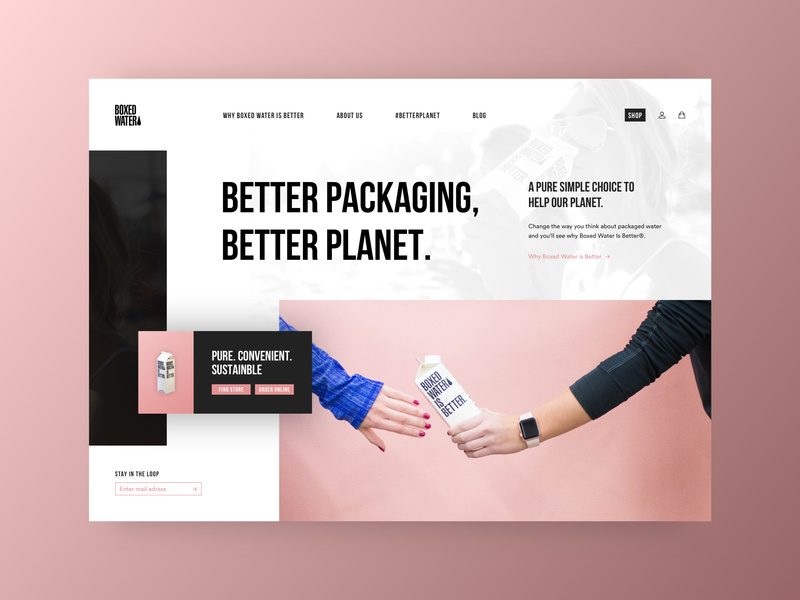 BOXED
WATER
WHY BOXED WATER IS BETTER
ABOUT US
#BETTERPLANET
BLOG
SHOP
BETTER PACKAGING,
BETTER PLANET.
A PURE SIMPLE CHOICE TO
HELP OUR PLANET.
Change the way you think about packaged water
and you'll see why Boxed Water Is Better®.
Why Boxed Water is Better →
PURE. CONVENIENT.
SUSTAINBLE
FIND STORE
ORDER ONLINE
BOXED
WATER
IS
BETTER.
STAY IN THE LOOP
Enter mail adress →